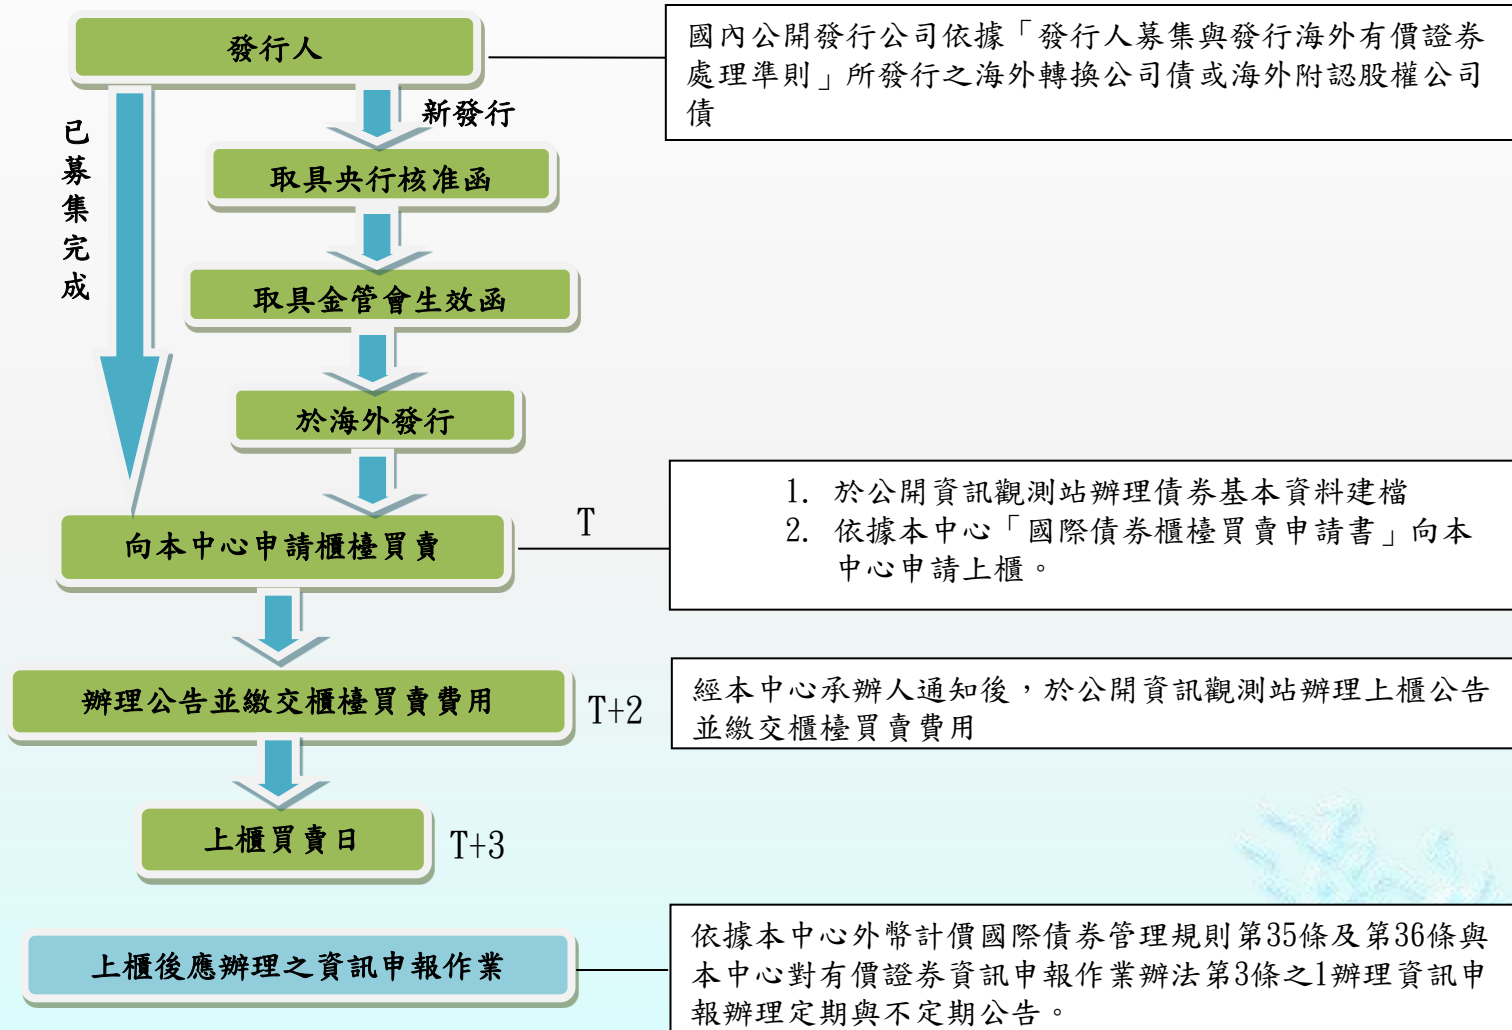 發行人
國內公開發行公司依據「發行人募集與發行海外有價證券
處理準則」所發行之海外轉換公司債或海外附認股權公司
債
已募集完成
新發行
取具央行核准函
取具金管會生效函
於海外發行
向本中心申請櫃檯買賣
T
1. 於公開資訊觀測站辦理債券基本資料建檔
2. 依據本中心「國際債券櫃檯買賣申請書」向本
中心申請上櫃。
辦理公告並繳交櫃檯買賣費用
T+2
經本中心承辦人通知後，於公開資訊觀測站辦理上櫃公告
並繳交櫃檯買賣費用
上櫃買賣日
T+3
上櫃後應辦理之資訊申報作業
依據本中心外幣計價國際債券管理規則第35條及第36條與
本中心對有價證券資訊申報作業辦法第3條之1辦理資訊申
報辦理定期與不定期公告。